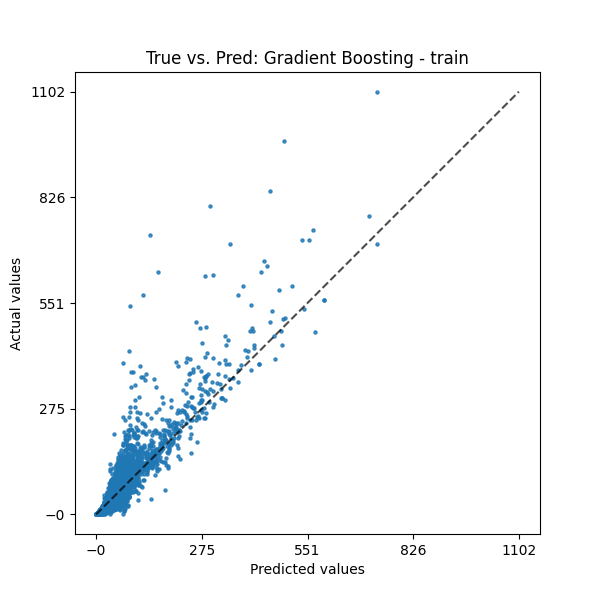 True vs. Pred: Gradient Boosting - train
1102
826
551
275
−0
Actual values
−0 275 551 826 1102
Predicted values